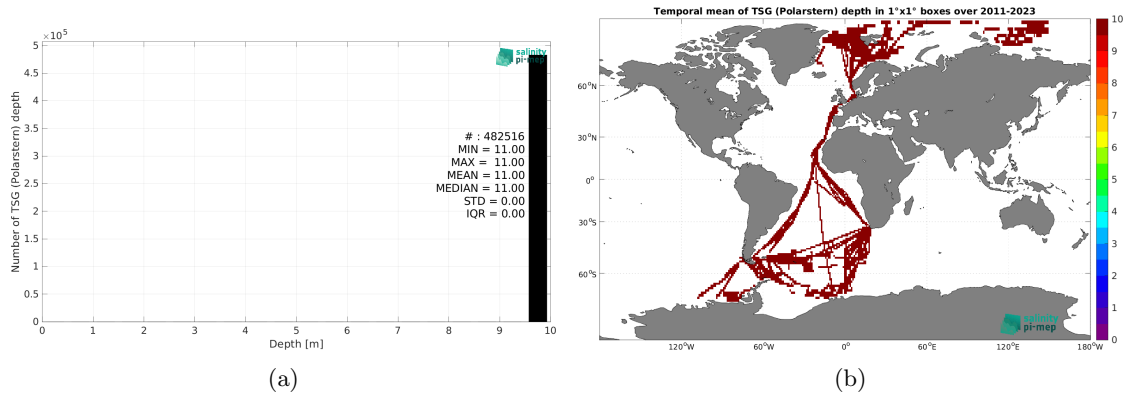 ×10⁵
5
4.5
4
3.5
3
2.5
2
1.5
1
0.5
0
Number of TSG (Polarstern) depth
salinity
pi-mep
# : 482516
MIN = 11.00
MAX = 11.00
MEAN = 11.00
MEDIAN = 11.00
STD = 0.00
IQR = 0.00
0 1 2 3 4 5 6 7 8 9 10
Depth [m]
(a)
Temporal mean of TSG (Polarstern) depth in 1°x1° boxes over 2011-2023
60°N
30°N
0°
30°S
60°S
120°W 60°W 0° 60°E 120°E 180°W
salinity
pi-mep
10
9
8
7
6
5
4
3
2
1
0
(b)